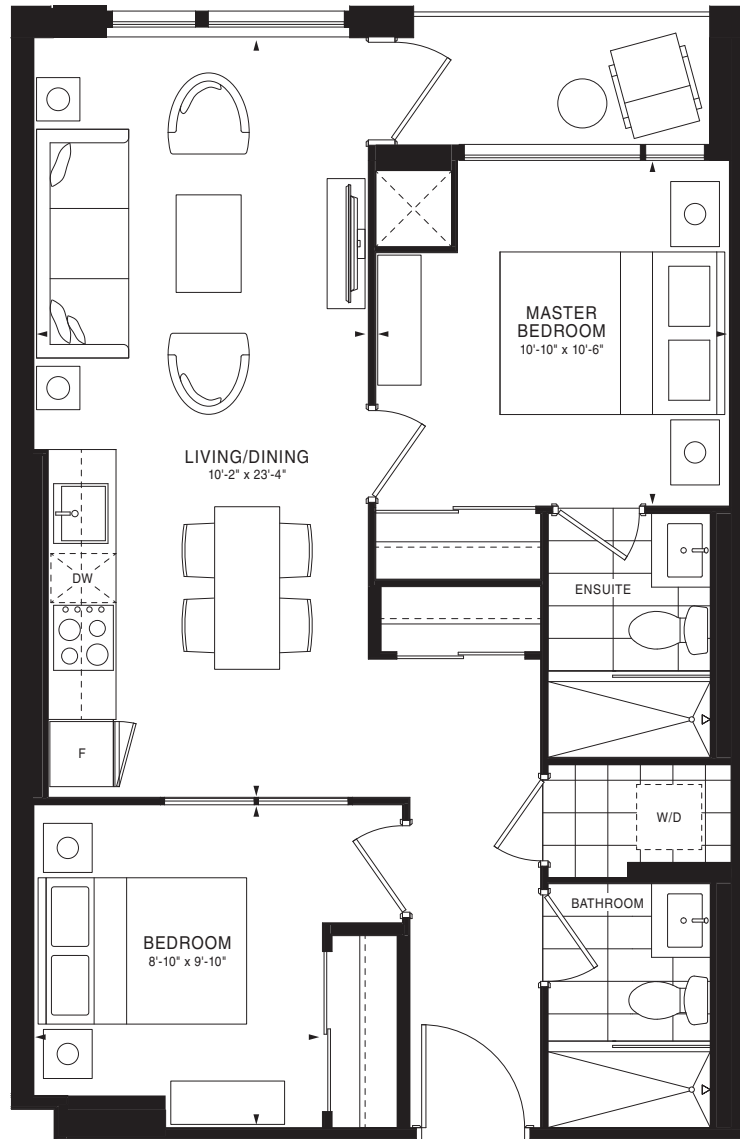 MASTER
BEDROOM
10'-10" x 10'-6"
LIVING/DINING
10'-2" x 23'-4"
DW
ENSUITE
F
W/D
BATHROOM
BEDROOM
8'-10" x 9'-10"